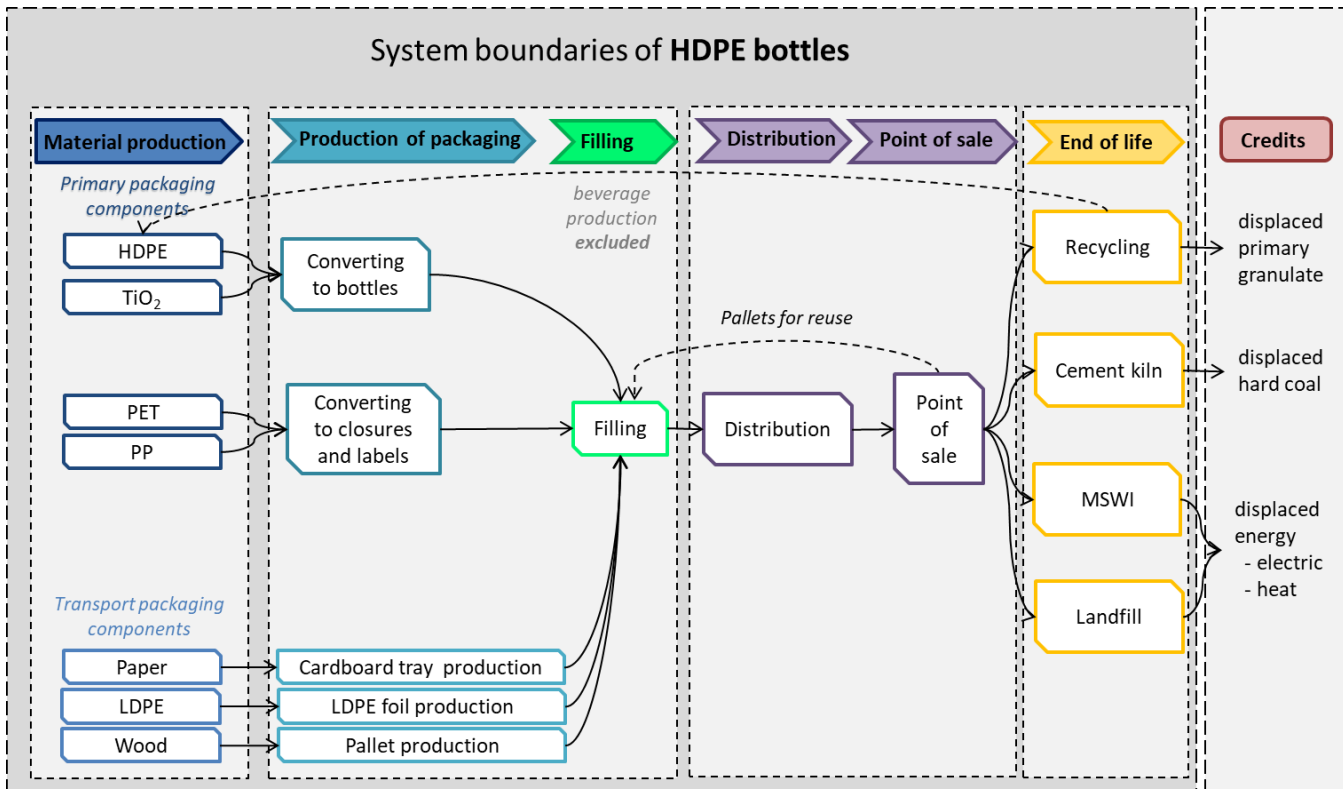 System boundaries of HDPE bottles
Material production
Production of packaging
Filling
Distribution
Point of sale
End of life
Credits
Primary packaging
components
beverage
production
excluded
HDPE
TiO₂
Converting
to bottles
Recycling
displaced
primary
granulate
Pallets for reuse
Cement kiln
displaced
hard coal
PET
PP
Converting
to closures
and labels
Filling
Distribution
Point
of
sale
MSWI
displaced
energy
- electric
- heat
Landfill
Transport packaging
components
Paper
Cardboard tray production
LDPE
LDPE foil production
Wood
Pallet production